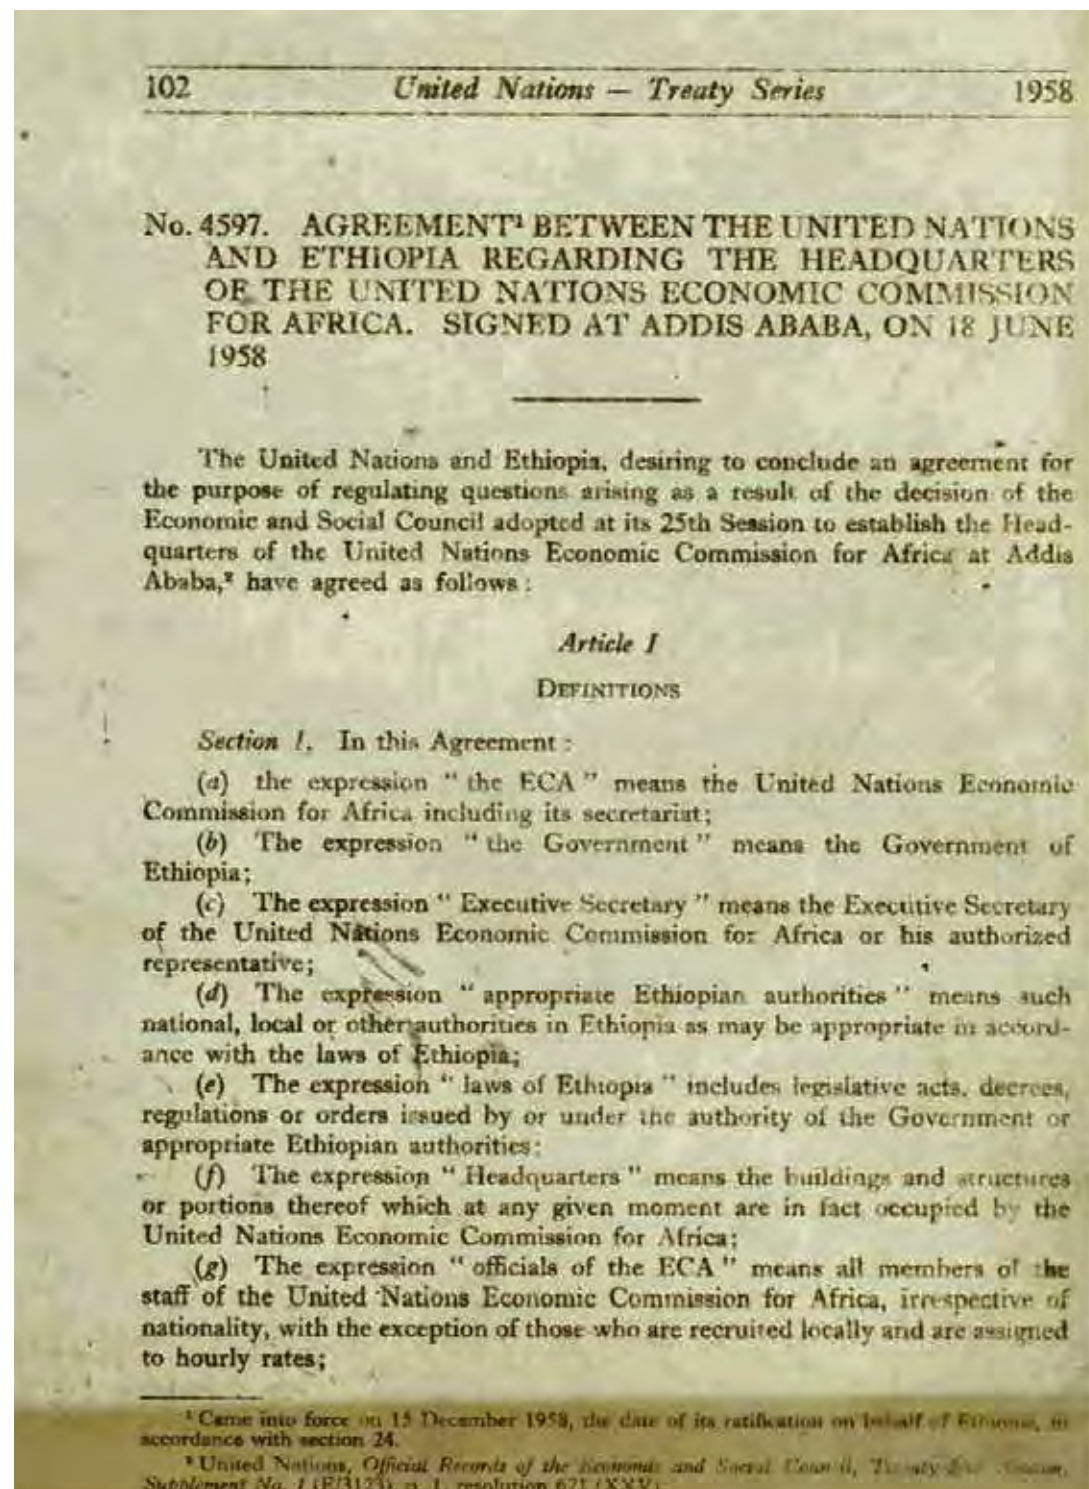 102 United Nations — Treaty Series 1958
No. 4597. AGREEMENT¹ BETWEEN THE UNITED NATIONS
AND ETHIOPIA REGARDING THE HEADQUARTERS
OF THE UNITED NATIONS ECONOMIC COMMISSION
FOR AFRICA. SIGNED AT ADDIS ABABA, ON 18 JUNE
1958
The United Nations and Ethiopia, desiring to conclude an agreement for
the purpose of regulating questions arising as a result of the decision of the
Economic and Social Council adopted at its 25th Session to establish the Head-
quarters of the United Nations Economic Commission for Africa at Addis
Ababa,² have agreed as follows :
Article I
DEFINITIONS
Section 1. In this Agreement :
(a) the expression “ the ECA ” means the United Nations Economic
Commission for Africa including its secretariat;
(b) The expression “ the Government ” means the Government of
Ethiopia;
(c) The expression “ Executive Secretary ” means the Executive Secretary
of the United Nations Economic Commission for Africa or his authorized
representative;
(d) The expression “ appropriate Ethiopian authorities ” means such
national, local or other authorities in Ethiopia as may be appropriate in accord-
ance with the laws of Ethiopia;
(e) The expression “ laws of Ethiopia ” includes legislative acts, decrees,
regulations or orders issued by or under the authority of the Government or
appropriate Ethiopian authorities;
(f) The expression “ Headquarters ” means the buildings and structures
or portions thereof which at any given moment are in fact occupied by the
United Nations Economic Commission for Africa;
(g) The expression “ officials of the ECA ” means all members of the
staff of the United Nations Economic Commission for Africa, irrespective of
nationality, with the exception of those who are recruited locally and are assigned
to hourly rates;
¹ Came into force on 15 December 1958, the date of its ratification on behalf of Ethiopia, in
accordance with section 24.
² United Nations, Official Records of the Economic and Social Council, Twenty-fifth Session,
Supplement No. 1 (E/3123), p. 1, resolution 671 (XXV).